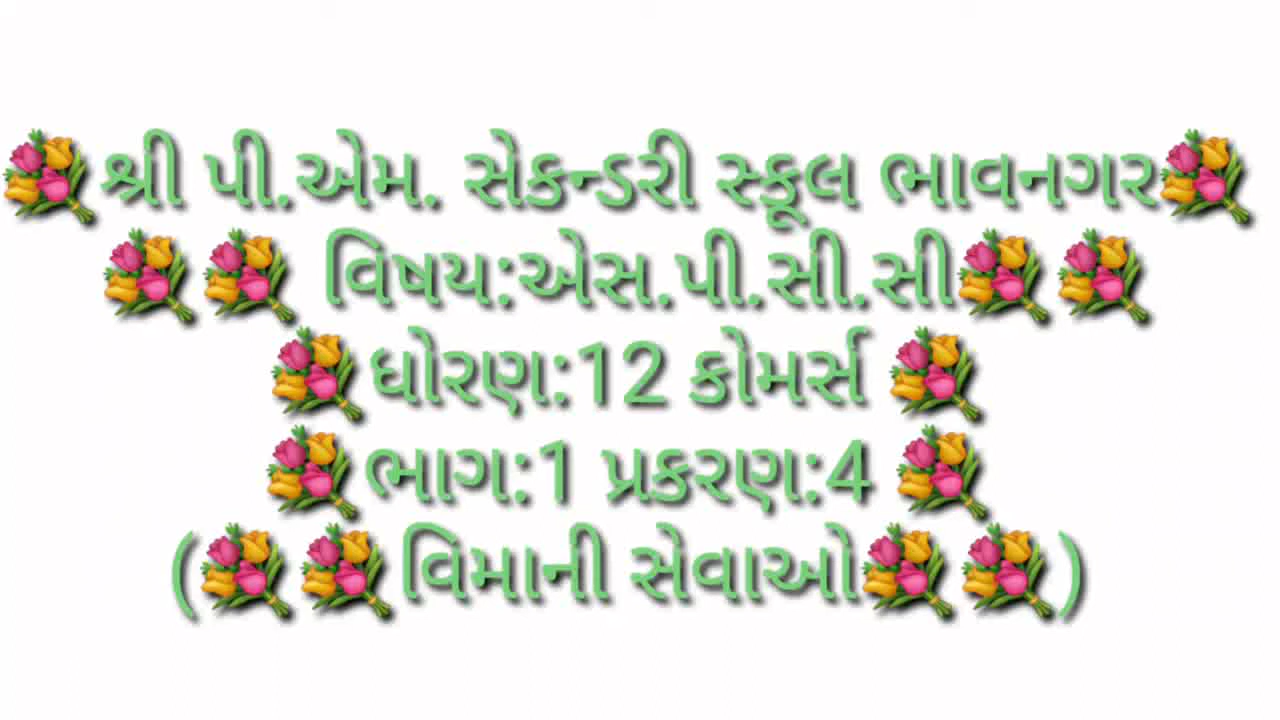 💐શ્રી પી.એમ. સેકન્ડરી સ્કૂલ ભાવનગર💐
💐💐 વિષય:એસ.પી.સી.સી💐💐
💐ધોરણ:12 કોમર્સ 💐
💐ભાગ:1 પ્રકરણ:4 💐
(💐💐વિમાની સેવાઓ💐💐)